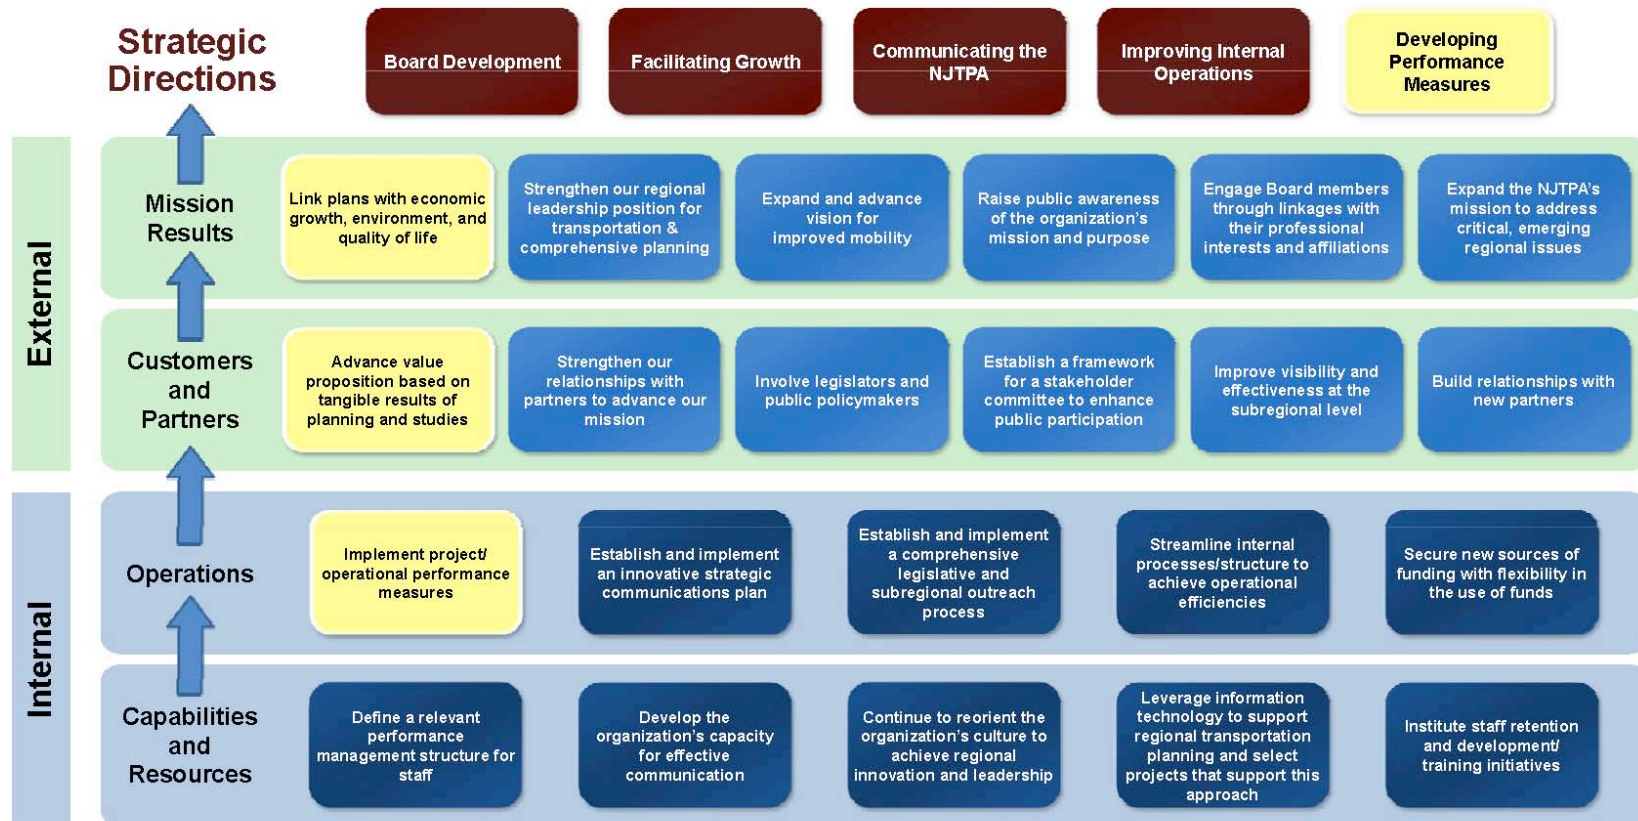 Strategic
Directions
Board Development
Facilitating Growth
Communicating the
NJTPA
Improving Internal
Operations
Developing
Performance
Measures
External
Mission
Results
Link plans with economic
growth, environment, and
quality of life
Strengthen our regional
leadership position for
transportation &
comprehensive planning
Expand and advance
vision for
improved mobility
Raise public awareness
of the organization's
mission and purpose
Engage Board members
through linkages with
their professional
interests and affiliations
Expand the NJTPA's
mission to address
critical, emerging
regional issues
Customers
and
Partners
Advance value
proposition based on
tangible results of
planning and studies
Strengthen our
relationships with
partners to advance our
mission
Involve legislators and
public policymakers
Establish a framework
for a stakeholder
committee to enhance
public participation
Improve visibility and
effectiveness at the
subregional level
Build relationships with
new partners
Internal
Operations
Implement project/
operational performance
measures
Establish and implement
an innovative strategic
communications plan
Establish and implement
a comprehensive
legislative and
subregional outreach
process
Streamline internal
processes/structure to
achieve operational
efficiencies
Secure new sources of
funding with flexibility in
the use of funds
Capabilities
and
Resources
Define a relevant
performance
management structure for
staff
Develop the
organization's capacity
for effective
communication
Continue to reorient the
organization's culture to
achieve regional
innovation and leadership
Leverage information
technology to support
regional transportation
planning and select
projects that support this
approach
Institute staff retention
and development/
training initiatives